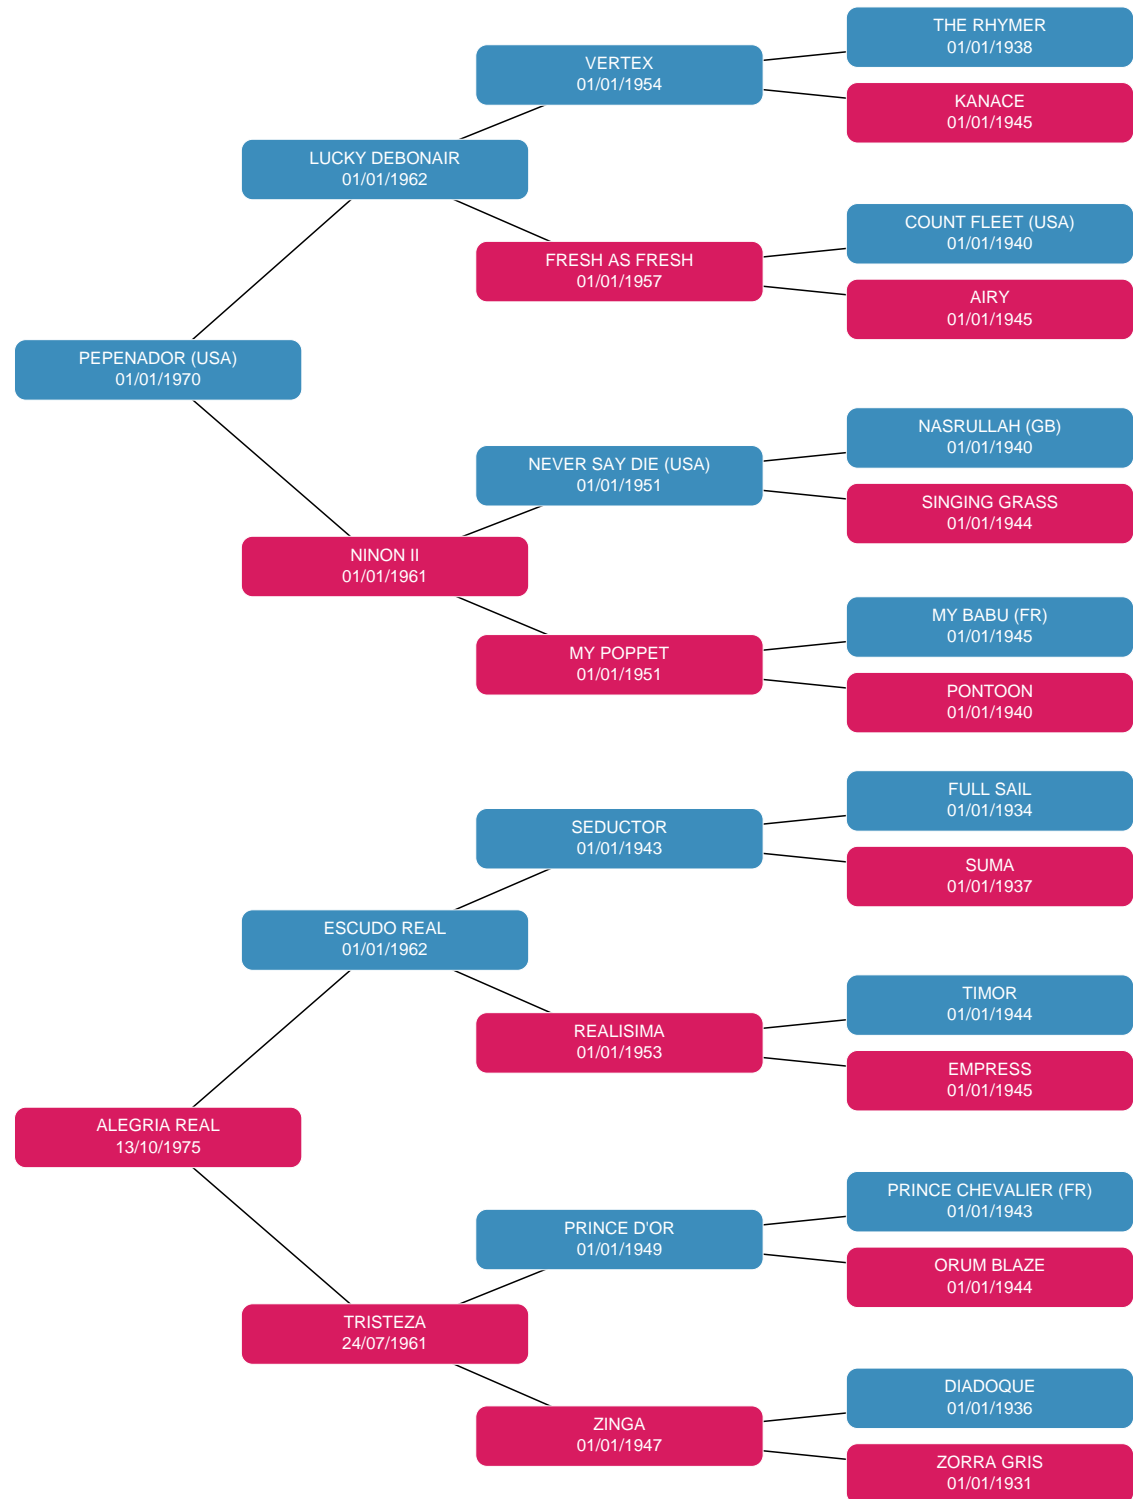 THE RHYMER
01/01/1938
VERTEX
01/01/1954
KANACE
01/01/1945
LUCKY DEBONAIR
01/01/1962
COUNT FLEET (USA)
01/01/1940
FRESH AS FRESH
01/01/1957
AIRY
01/01/1945
PEPENADOR (USA)
01/01/1970
NASRULLAH (GB)
01/01/1940
NEVER SAY DIE (USA)
01/01/1951
SINGING GRASS
01/01/1944
NINON II
01/01/1961
MY BABU (FR)
01/01/1945
MY POPPET
01/01/1951
PONTOON
01/01/1940
FULL SAIL
01/01/1934
SEDUCTOR
01/01/1943
SUMA
01/01/1937
ESCUDO REAL
01/01/1962
TIMOR
01/01/1944
REALISIMA
01/01/1953
EMPRESS
01/01/1945
ALEGRIA REAL
13/10/1975
PRINCE CHEVALIER (FR)
01/01/1943
PRINCE D'OR
01/01/1949
ORUM BLAZE
01/01/1944
TRISTEZA
24/07/1961
DIADOQUE
01/01/1936
ZINGA
01/01/1947
ZORRA GRIS
01/01/1931